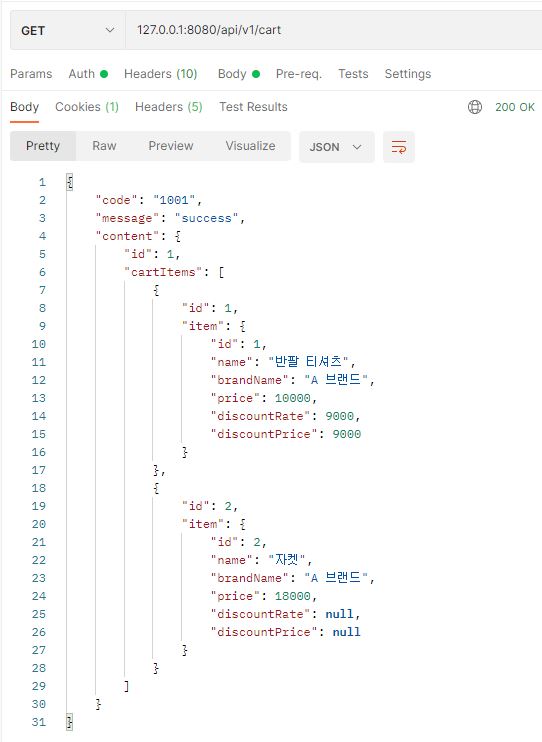 GET 127.0.0.1:8080/api/v1/cart
Params Auth Headers (10) Body Pre-req. Tests Settings
Body Cookies (1) Headers (5) Test Results 200 OK
Pretty Raw Preview Visualize JSON
1 {
2 "code": "1001",
3 "message": "success",
4 "content": {
5 "id": 1,
6 "cartItems": [
7 {
8 "id": 1,
9 "item": {
10 "id": 1,
11 "name": "반팔 티셔츠",
12 "brandName": "A 브랜드",
13 "price": 10000,
14 "discountRate": 9000,
15 "discountPrice": 9000
16 }
17 },
18 {
19 "id": 2,
20 "item": {
21 "id": 2,
22 "name": "자켓",
23 "brandName": "A 브랜드",
24 "price": 18000,
25 "discountRate": null,
26 "discountPrice": null
27 }
28 }
29 ]
30 }
31 }